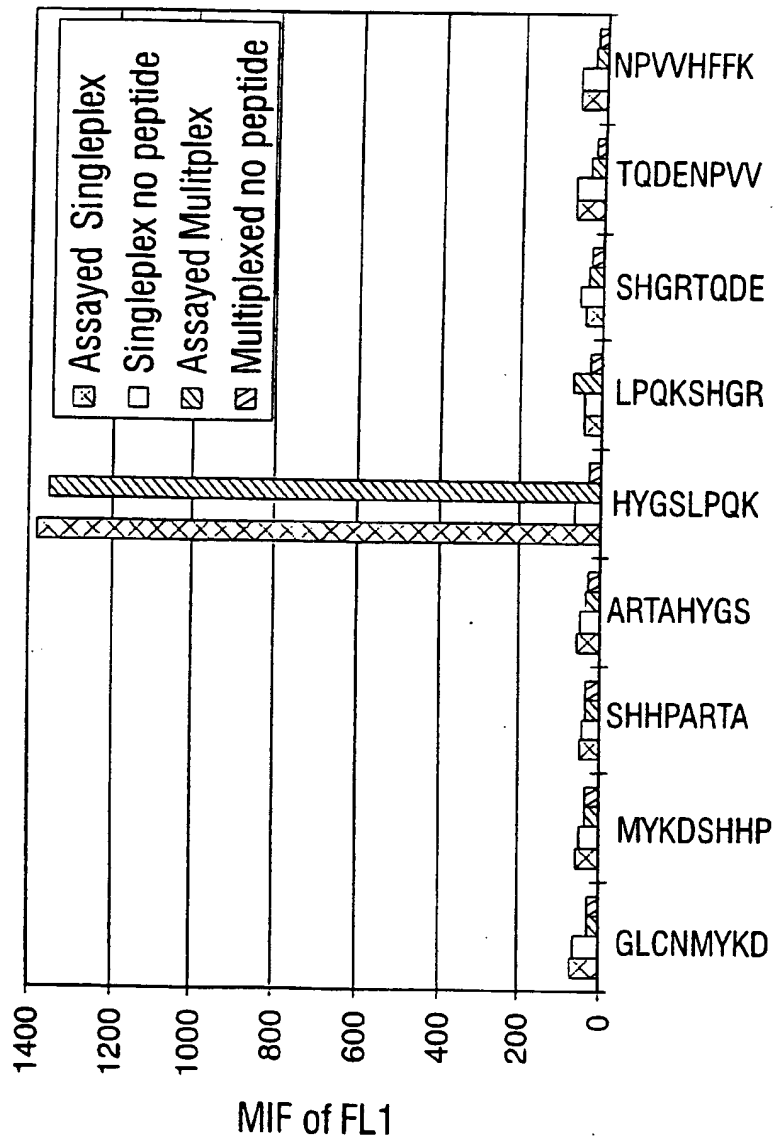 MIF of FL1
1400
1200
1000
800
600
400
200
0
Assayed Singleplex
Singleplex no peptide
Assayed Mulitplex
Multiplexed no peptide
GLCNMYKD
MYKDSHHP
SHHPARTA
ARTAHYGS
HYGSLPQK
LPQKSHGR
SHGRTQDE
TQDENPVV
NPVVHFFK